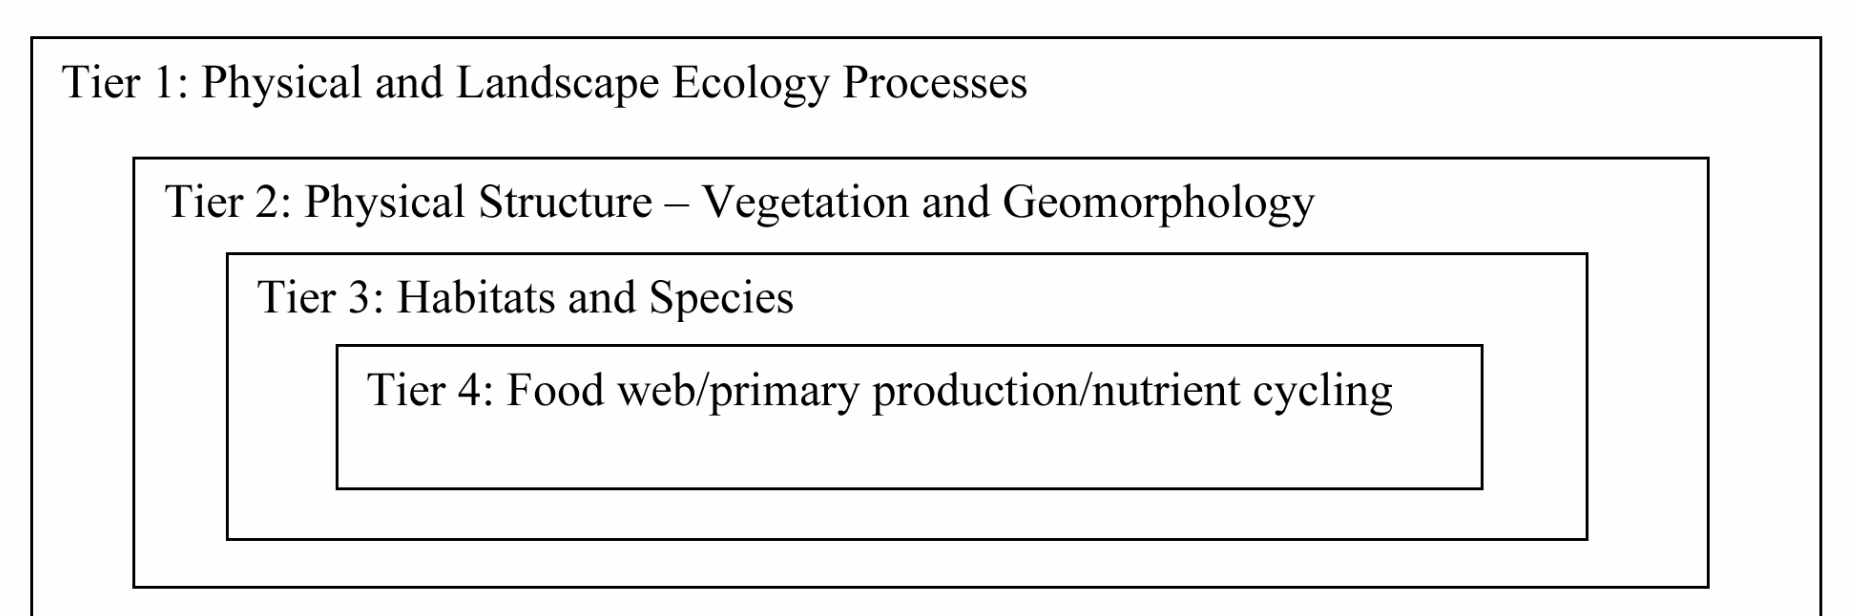 Tier 1: Physical and Landscape Ecology Processes
Tier 2: Physical Structure – Vegetation and Geomorphology
Tier 3: Habitats and Species
Tier 4: Food web/primary production/nutrient cycling